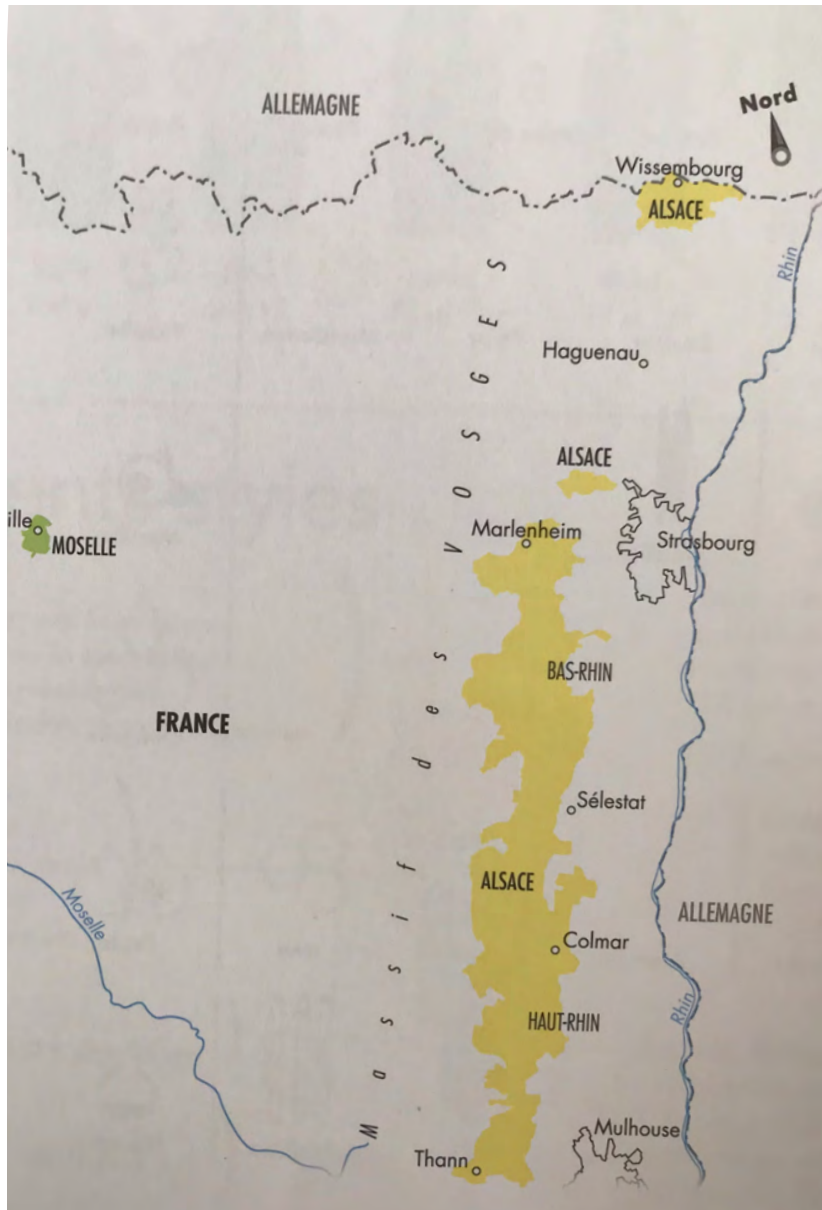 ALLEMAGNE
Nord
Wissembourg
ALSACE
Rhin
Haguenau
ALSACE
Marlenheim
Strasbourg
ille
MOSELLE
BAS-RHIN
FRANCE
Massif des VOSGES
Sélestat
ALSACE
Moselle
ALLEMAGNE
Colmar
Rhin
HAUT-RHIN
Mulhouse
Thann